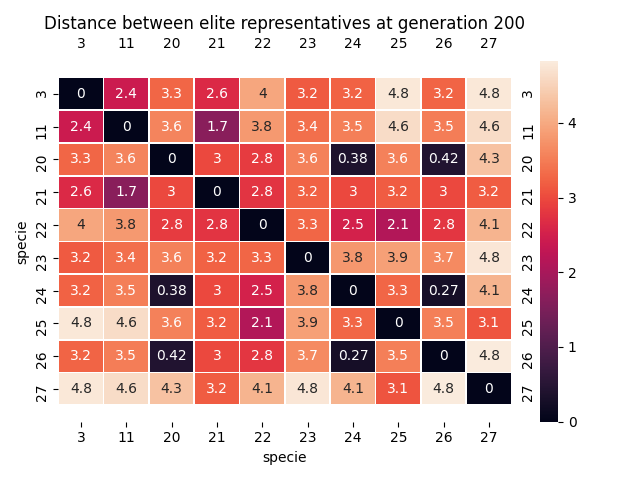 Distance between elite representatives at generation 200
3 11 20 21 22 23 24 25 26 27
3 0 2.4 3.3 2.6 4 3.2 3.2 4.8 3.2 4.8 3
11 2.4 0 3.6 1.7 3.8 3.4 3.5 4.6 3.5 4.6 11
20 3.3 3.6 0 3 2.8 3.6 0.38 3.6 0.42 4.3 20
21 2.6 1.7 3 0 2.8 3.2 3 3.2 3 3.2 21
22 4 3.8 2.8 2.8 0 3.3 2.5 2.1 2.8 4.1 22
23 3.2 3.4 3.6 3.2 3.3 0 3.8 3.9 3.7 4.8 23
24 3.2 3.5 0.38 3 2.5 3.8 0 3.3 0.27 4.1 24
25 4.8 4.6 3.6 3.2 2.1 3.9 3.3 0 3.5 3.1 25
26 3.2 3.5 0.42 3 2.8 3.7 0.27 3.5 0 4.8 26
27 4.8 4.6 4.3 3.2 4.1 4.8 4.1 3.1 4.8 0 27
3 11 20 21 22 23 24 25 26 27
specie
specie
4
3
2
1
0